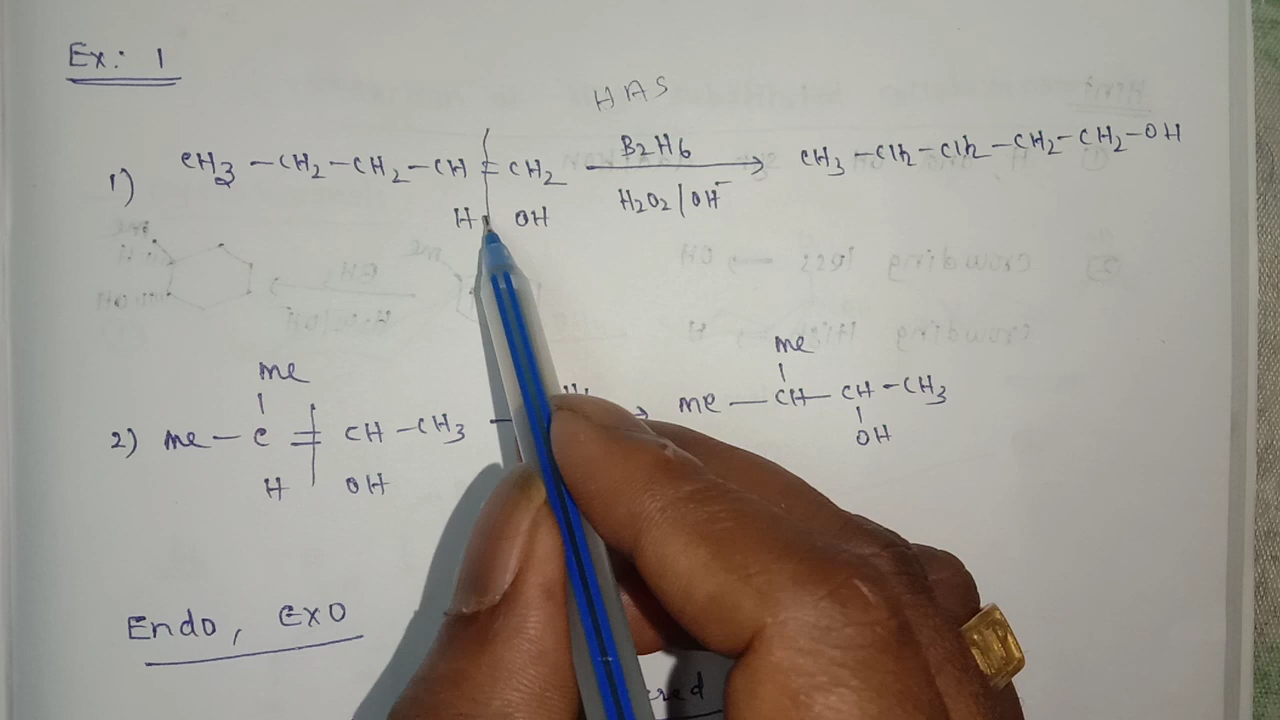 Ex: 1
HAS
1) CH3 – CH2 – CH2 – CH = CH2 B2H6 H2O2 / OH⁻ → CH3 – CH2 – CH2 – CH2 – CH2 – OH
H OH
me me
2) me – C = CH – CH3 → me – CH – CH – CH3
OH
H OH
Endo, EXO